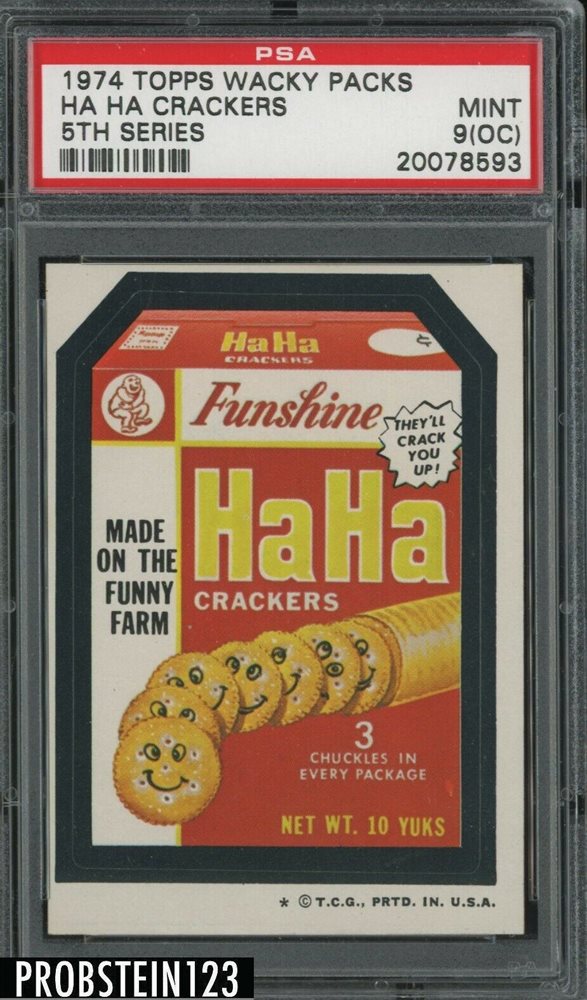 PSA
1974 TOPPS WACKY PACKS
HA HA CRACKERS
5TH SERIES
MINT
9(OC)
20078593
HaHa
CRACKERS
Funshine
THEY'LL
CRACK
YOU
UP!
HaHa
CRACKERS
MADE
ON THE
FUNNY
FARM
3
CHUCKLES IN
EVERY PACKAGE
NET WT. 10 YUKS
* © T.C.G., PRTD. IN. U.S.A.
PROBSTEIN123